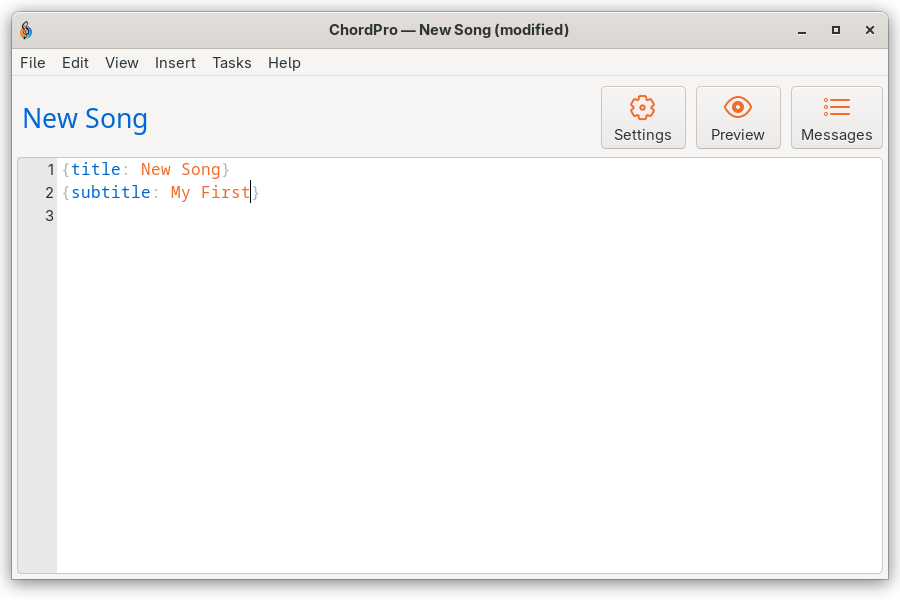 ChordPro — New Song (modified)
File Edit View Insert Tasks Help
New Song
Settings Preview Messages
1 {title: New Song}
2 {subtitle: My First}
3